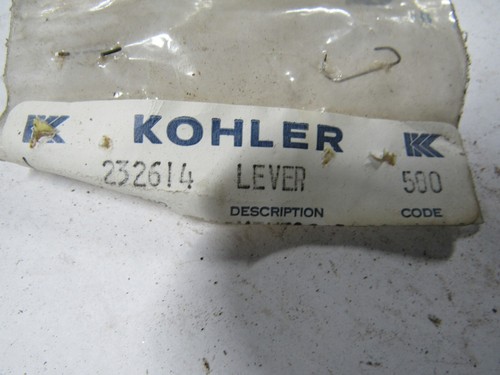 K KOHLER K
232614 LEVER 500
DESCRIPTION CODE